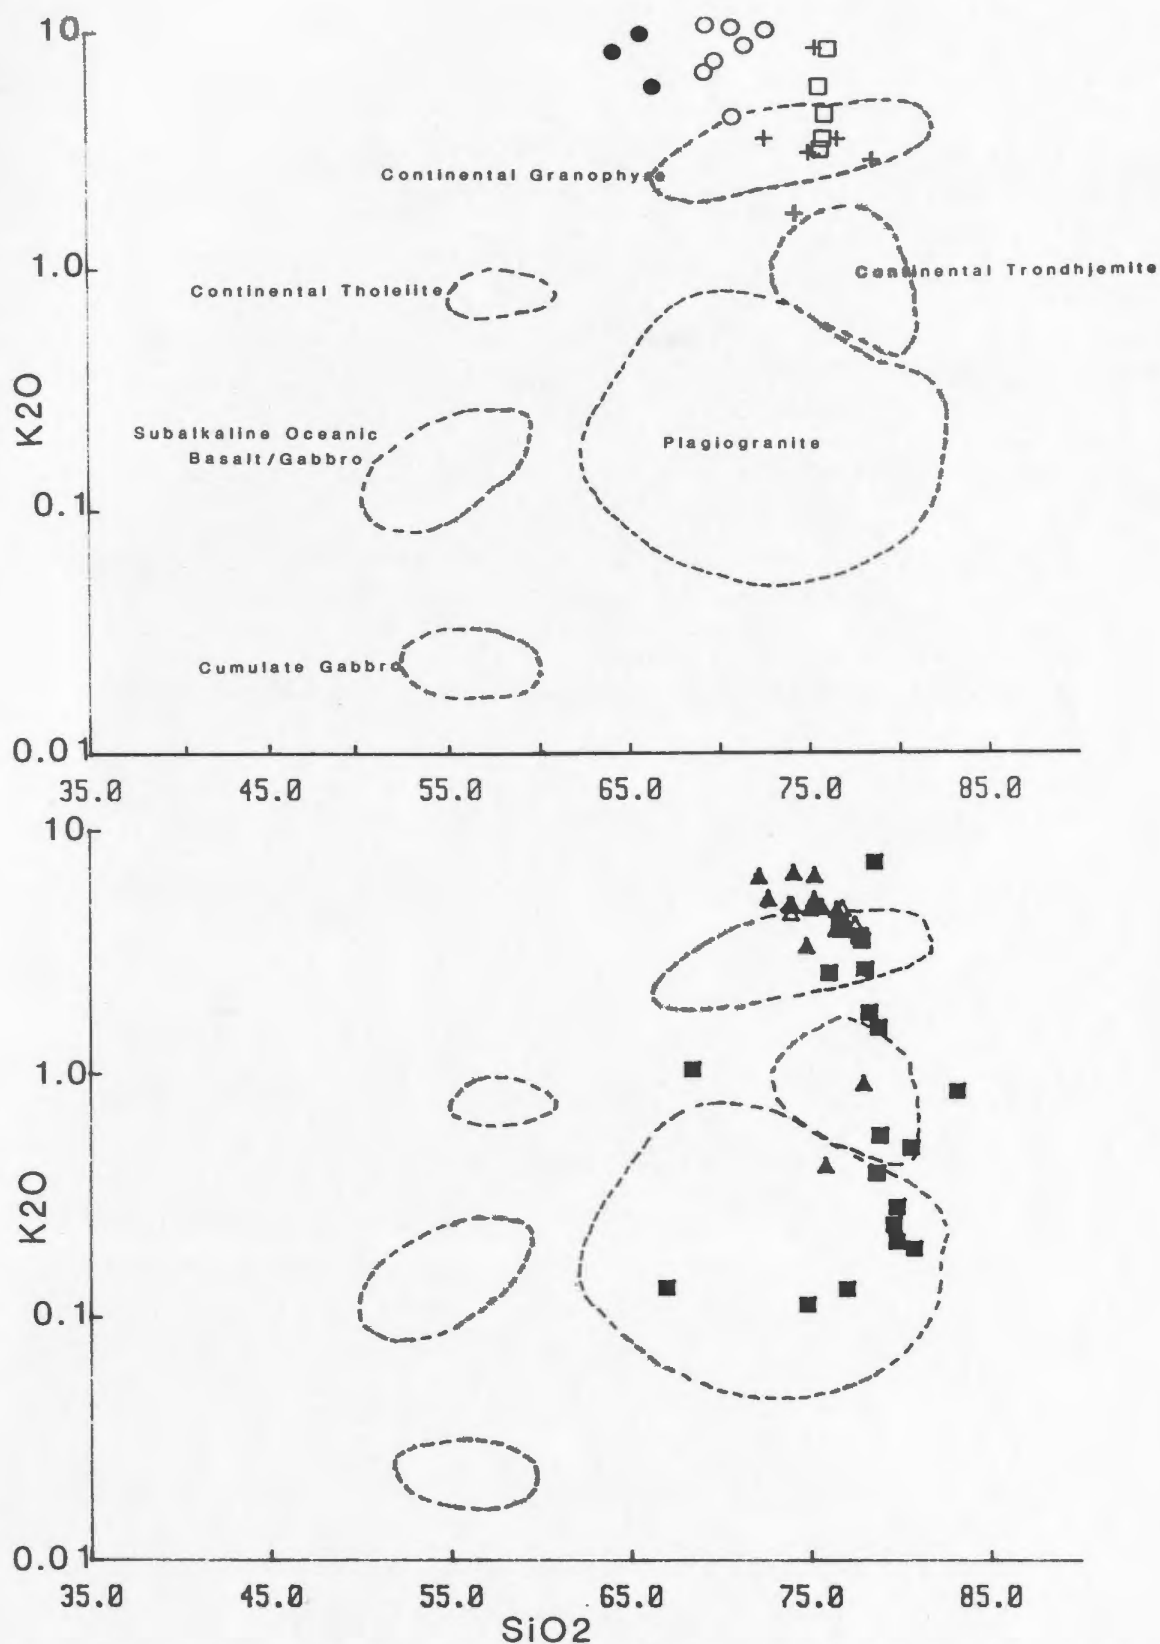 10
Continental Granophyre
1.0
Continental Tholeiite
Continental Trondhjemite
K2O
Subalkaline Oceanic
Basalt/Gabbro
Plagiogranite
0.1
Cumulate Gabbro
0.01
35.0 45.0 55.0 65.0 75.0 85.0
10
1.0
K2O
0.1
0.01
35.0 45.0 55.0 65.0 75.0 85.0
SiO2